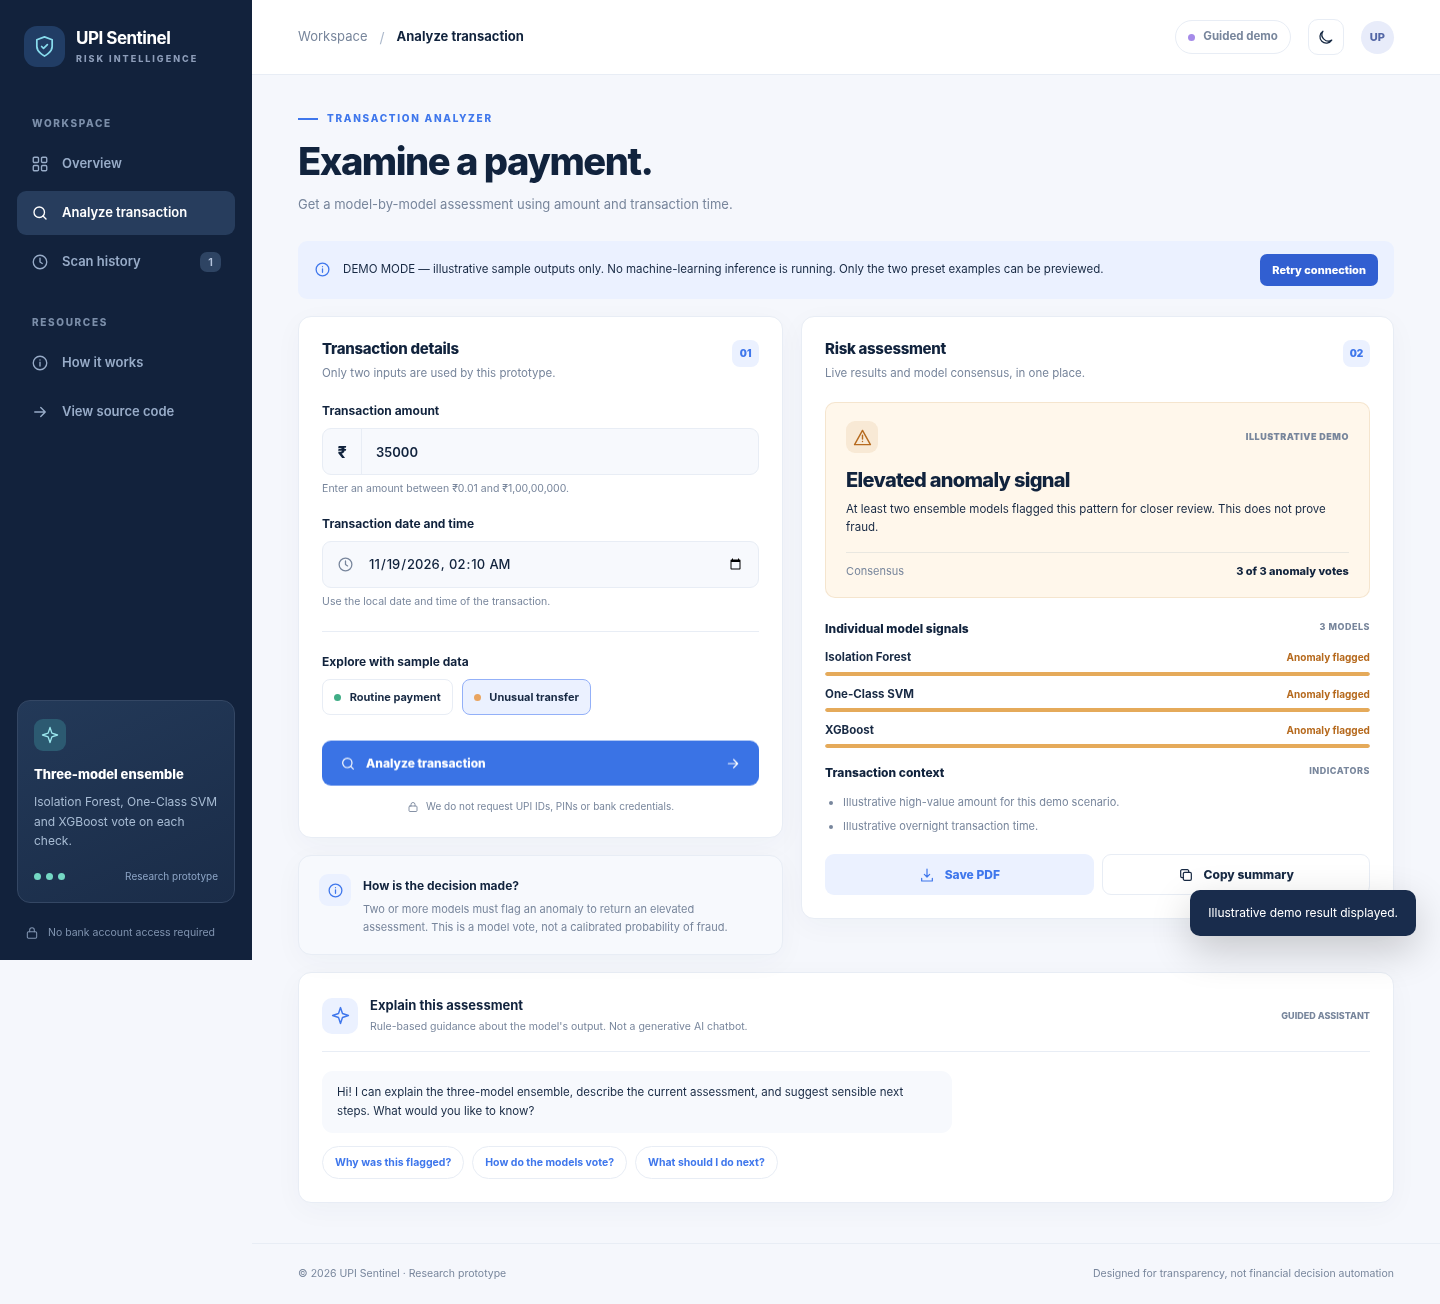 UPI Sentinel
RISK INTELLIGENCE
WORKSPACE
Overview
Analyze transaction
Scan history
1
RESOURCES
How it works
View source code
Three-model ensemble
Isolation Forest, One-Class SVM
and XGBoost vote on each
check.
Research prototype
No bank account access required
Workspace / Analyze transaction
Guided demo
UP
TRANSACTION ANALYZER
Examine a payment.
Get a model-by-model assessment using amount and transaction time.
DEMO MODE — illustrative sample outputs only. No machine-learning inference is running. Only the two preset examples can be previewed.
Retry connection
Transaction details
01
Only two inputs are used by this prototype.
Transaction amount
₹ 35000
Enter an amount between ₹0.01 and ₹1,00,00,000.
Transaction date and time
11/19/2026, 02:10 AM
Use the local date and time of the transaction.
Explore with sample data
Routine payment
Unusual transfer
Analyze transaction
We do not request UPI IDs, PINs or bank credentials.
How is the decision made?
Two or more models must flag an anomaly to return an elevated
assessment. This is a model vote, not a calibrated probability of fraud.
Risk assessment
02
Live results and model consensus, in one place.
ILLUSTRATIVE DEMO
Elevated anomaly signal
At least two ensemble models flagged this pattern for closer review. This does not prove
fraud.
Consensus
3 of 3 anomaly votes
Individual model signals
3 MODELS
Isolation Forest
Anomaly flagged
One-Class SVM
Anomaly flagged
XGBoost
Anomaly flagged
Transaction context
INDICATORS
• Illustrative high-value amount for this demo scenario.
• Illustrative overnight transaction time.
Save PDF
Copy summary
Illustrative demo result displayed.
Explain this assessment
Rule-based guidance about the model's output. Not a generative AI chatbot.
GUIDED ASSISTANT
Hi! I can explain the three-model ensemble, describe the current assessment, and suggest sensible next
steps. What would you like to know?
Why was this flagged?
How do the models vote?
What should I do next?
© 2026 UPI Sentinel · Research prototype
Designed for transparency, not financial decision automation